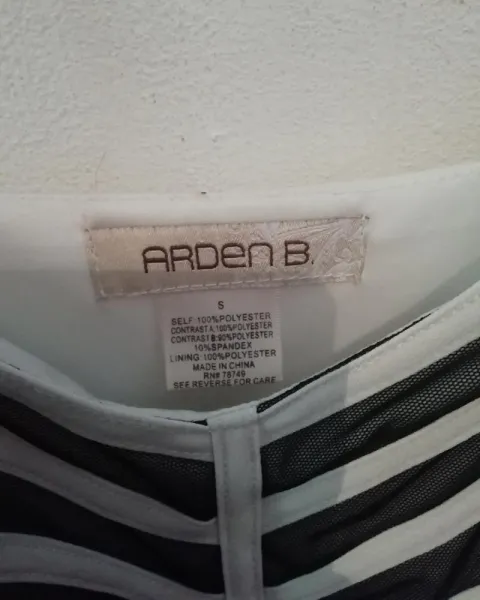 ARDEN B.
S
SELF 100%POLYESTER
CONTRAST A 100%POLYESTER
CONTRAST B:90%POLYESTER
10%SPANDEX
LINING 100%POLYESTER
MADE IN CHINA
RN# 78749
SEE REVERSE FOR CARE